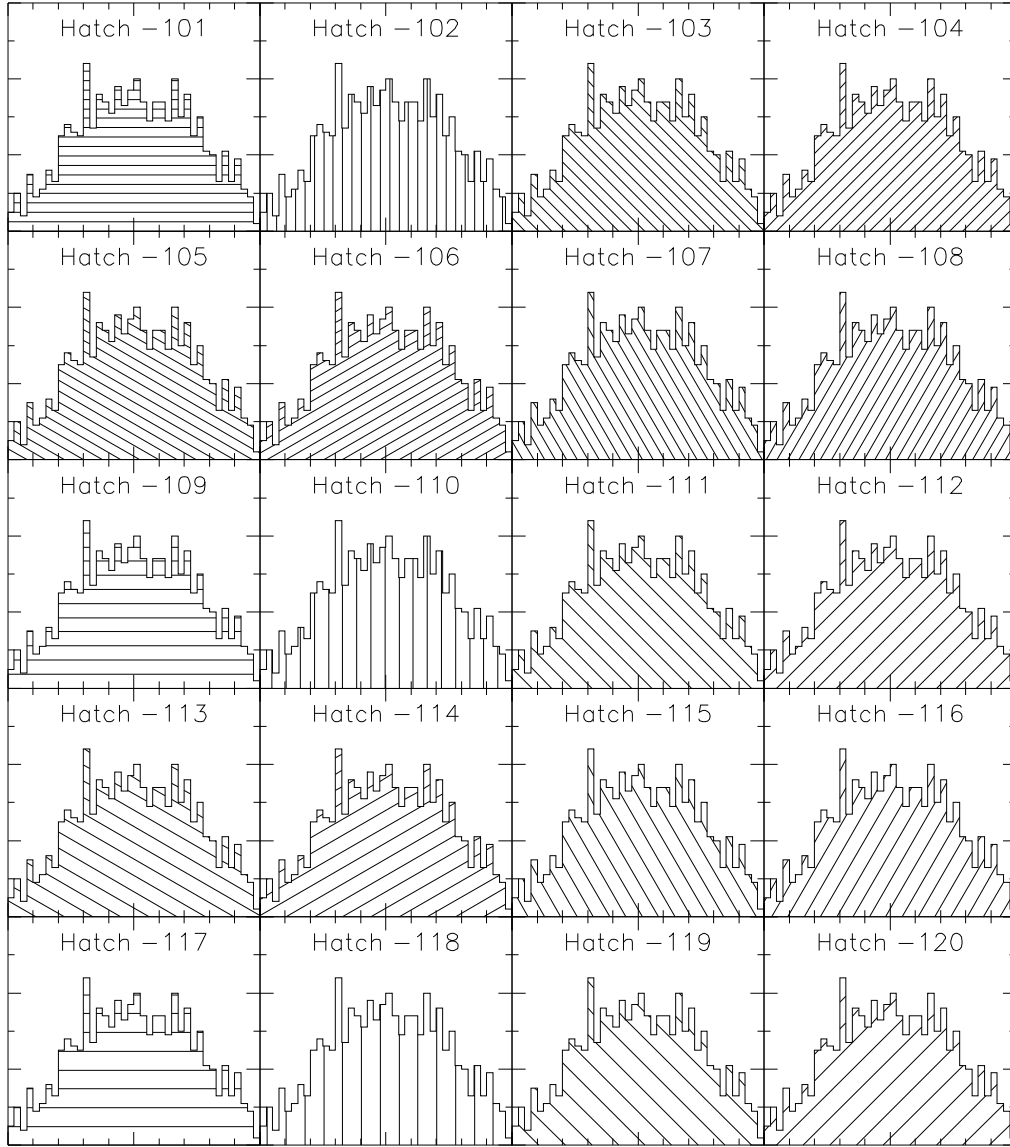 Hatch −101 Hatch −102 Hatch −103 Hatch −104
Hatch −105 Hatch −106 Hatch −107 Hatch −108
Hatch −109 Hatch −110 Hatch −111 Hatch −112
Hatch −113 Hatch −114 Hatch −115 Hatch −116
Hatch −117 Hatch −118 Hatch −119 Hatch −120